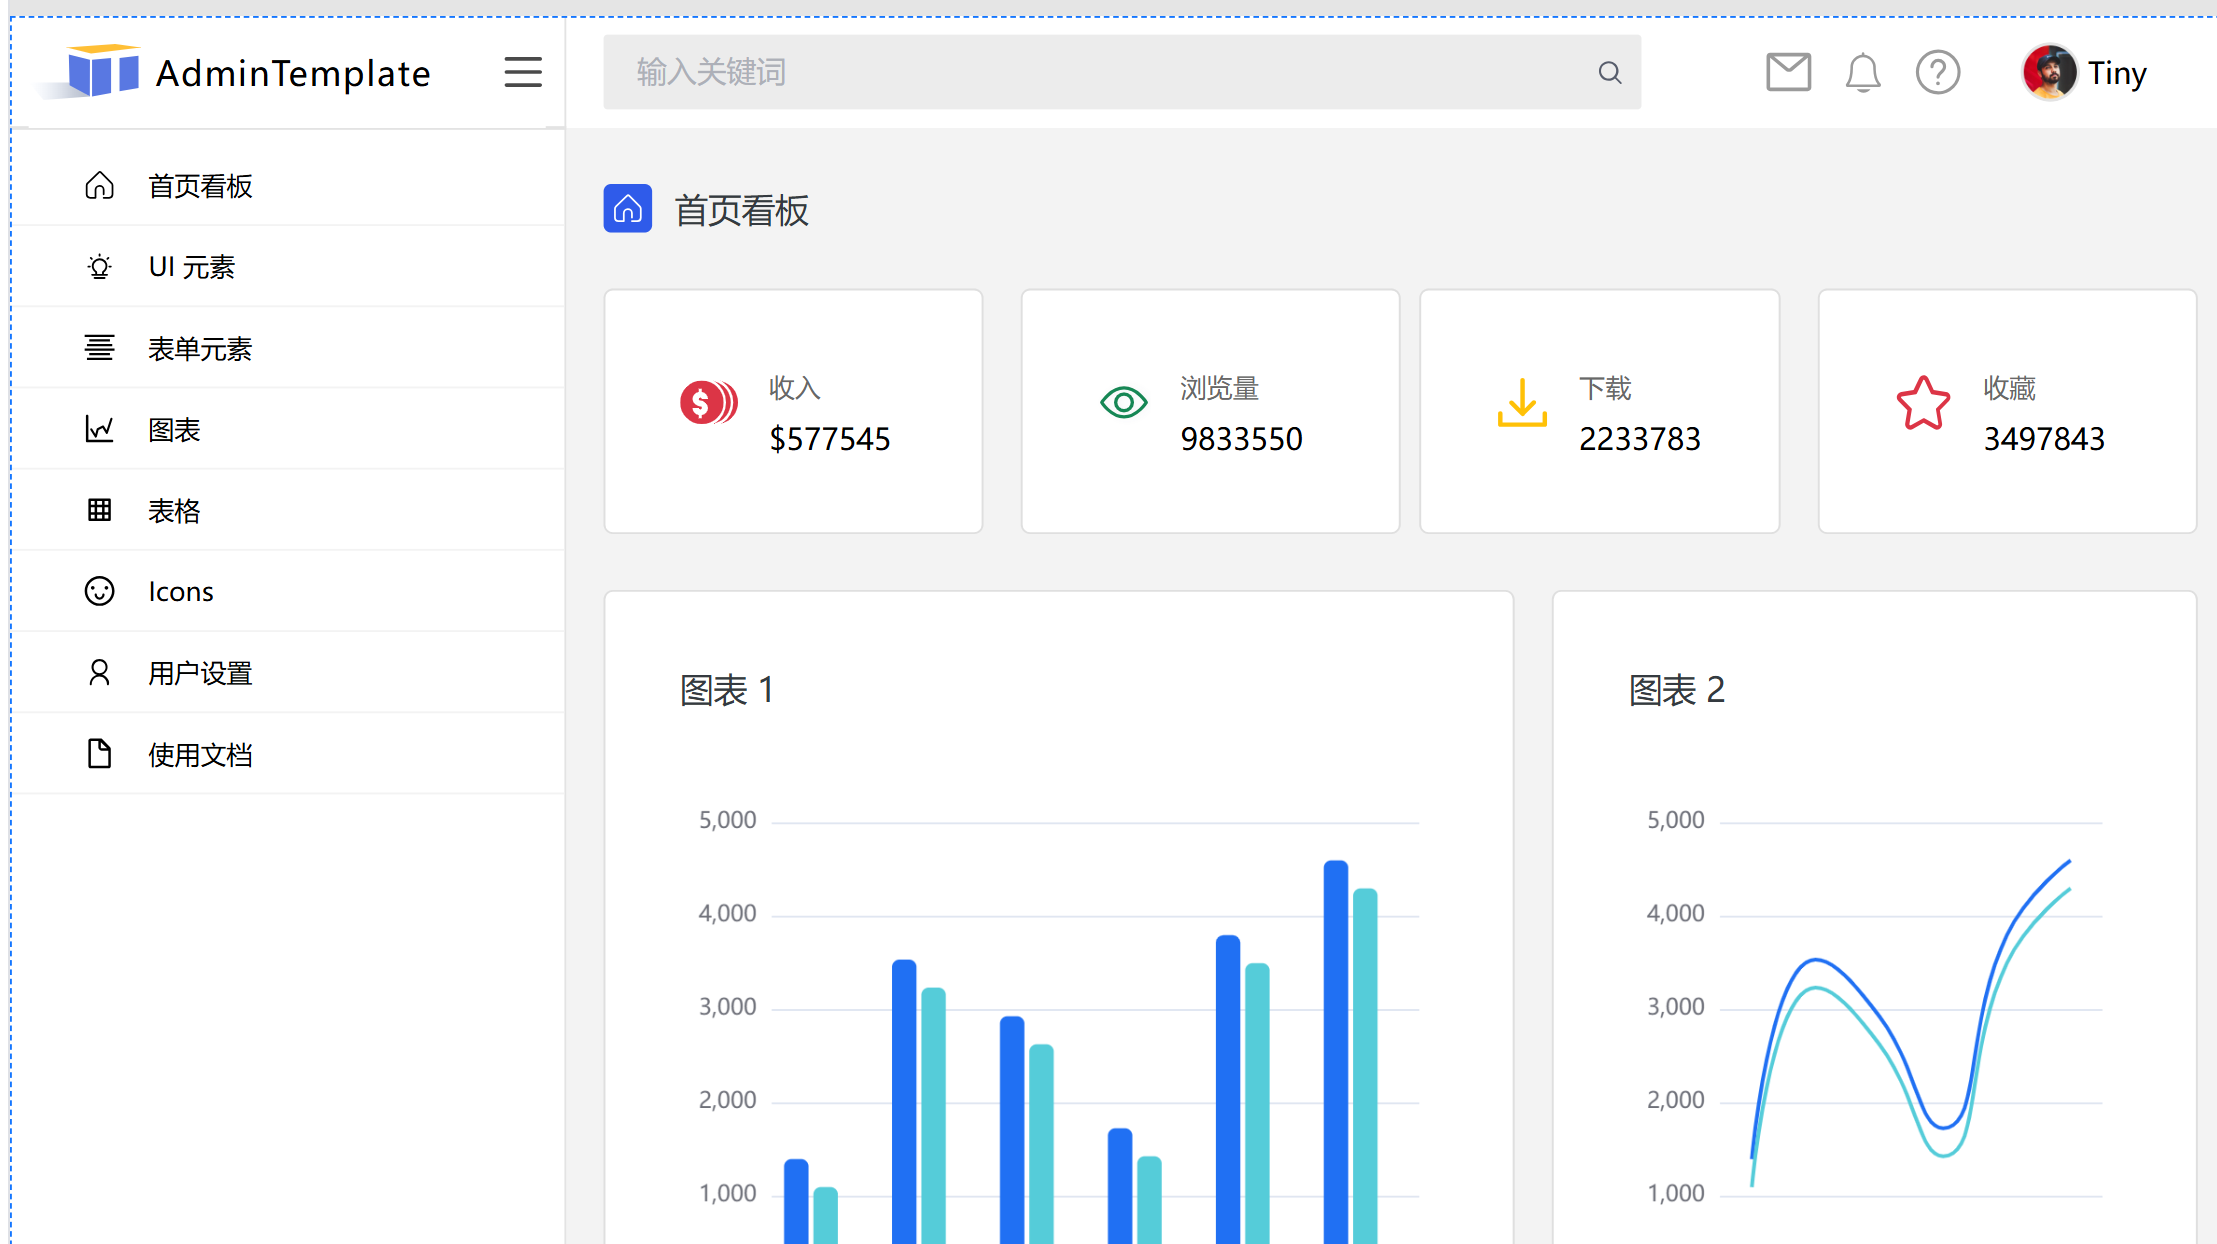 AdminTemplate
输入关键词
Tiny
首页看板
UI 元素
表单元素
图表
表格
Icons
用户设置
使用文档
首页看板
收入
$577545
浏览量
9833550
下载
2233783
收藏
3497843
图表 1
5,000
4,000
3,000
2,000
1,000
图表 2
5,000
4,000
3,000
2,000
1,000